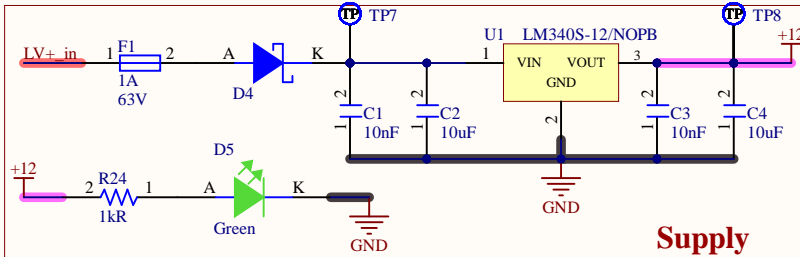 TP TP7
TP TP8
LV+_in
1 F1 2
1A
63V
A K
D4
U1 LM340S-12/NOPB
1 VIN VOUT 3
GND
2
+12
2 C1
1 10nF
2 C2
1 10uF
2 C3
1 10nF
2 C4
1 10uF
GND
+12
2 R24 1
1kR
D5
A K
Green
GND
Supply